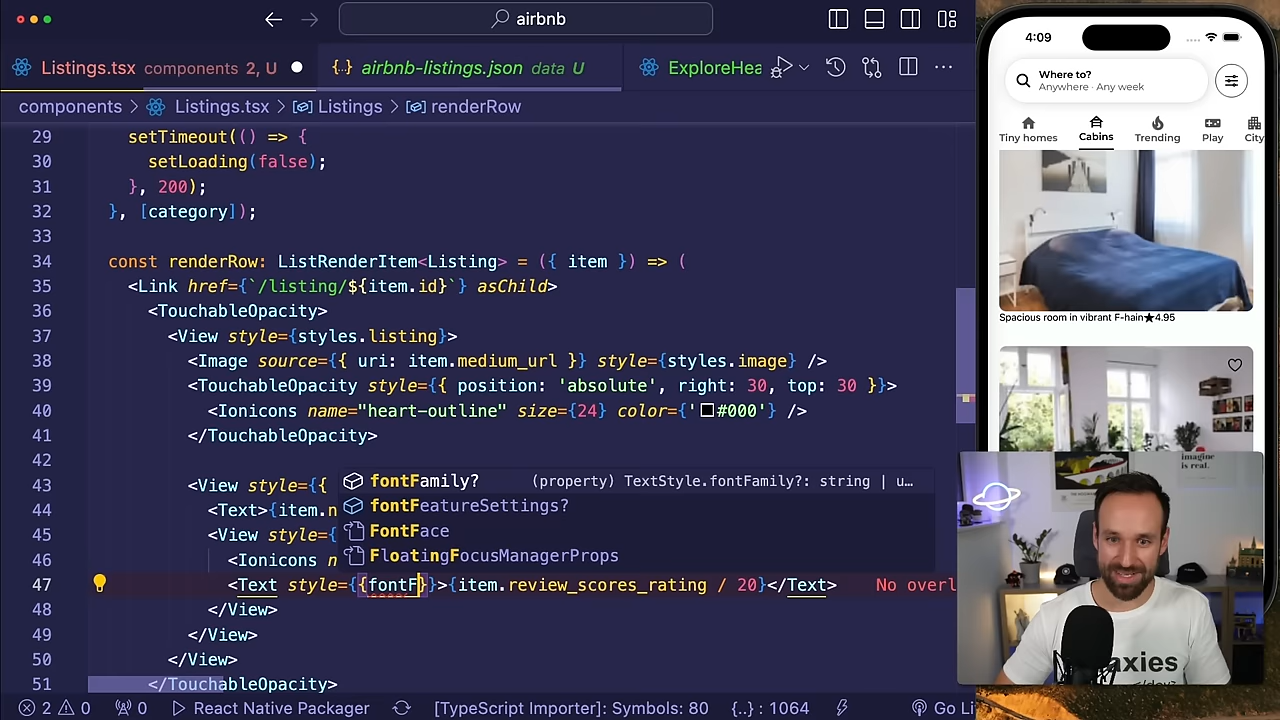 airbnb
Listings.tsx components 2, U
airbnb-listings.json data U
ExploreHea
components > Listings.tsx > Listings > renderRow
29 setTimeout(() => {
30 setLoading(false);
31 }, 200);
32 }, [category]);
33
34 const renderRow: ListRenderItem<Listing> = ({ item }) => (
35 <Link href={`/listing/${item.id}`} asChild>
36 <TouchableOpacity>
37 <View style={styles.listing}>
38 <Image source={{ uri: item.medium_url }} style={styles.image} />
39 <TouchableOpacity style={{ position: 'absolute', right: 30, top: 30 }}>
40 <Ionicons name="heart-outline" size={24} color={'#000'} />
41 </TouchableOpacity>
42
43 <View style={{
44 <Text>{item.n
45 <View style={
46 <Ionicons n
47 <Text style={{fontF}}>{item.review_scores_rating / 20}</Text> No overl
48 </View>
49 </View>
50 </View>
51 </TouchableOpacity>
fontFamily? (property) TextStyle.fontFamily?: string | u…
fontFeatureSettings?
fontFace
FloatingFocusManagerProps
2 0 0 React Native Packager [TypeScript Importer]: Symbols: 80 {..} : 1064 Go Li
4:09
Where to?
Anywhere · Any week
Tiny homes Cabins Trending Play City
Spacious room in vibrant F-hain★4.95
imagine
is real.
axies
</dev>